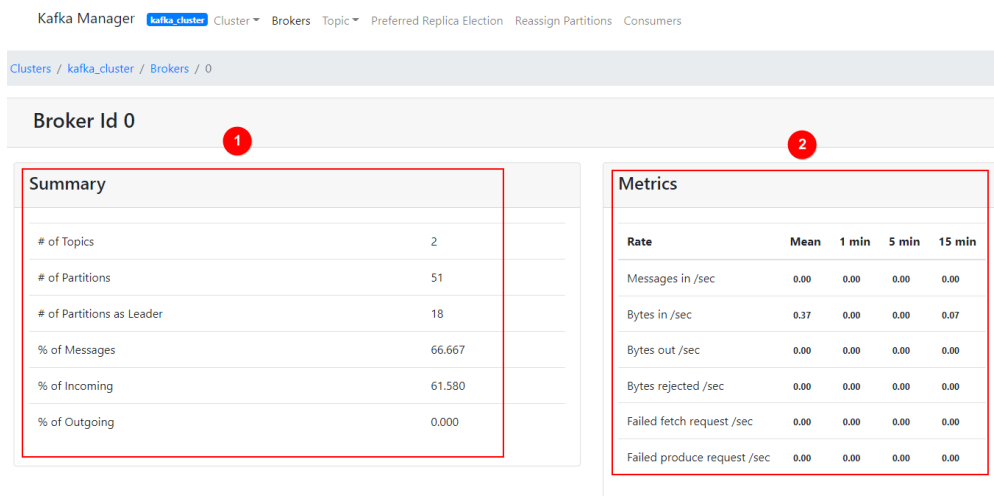 Kafka Manager kafka_cluster Cluster Brokers Topic Preferred Replica Election Reassign Partitions Consumers
Clusters / kafka_cluster / Brokers / 0
Broker Id 0
1
2
Summary
# of Topics 2
# of Partitions 51
# of Partitions as Leader 18
% of Messages 66.667
% of Incoming 61.580
% of Outgoing 0.000
Metrics
Rate Mean 1 min 5 min 15 min
Messages in /sec 0.00 0.00 0.00 0.00
Bytes in /sec 0.37 0.00 0.00 0.07
Bytes out /sec 0.00 0.00 0.00 0.00
Bytes rejected /sec 0.00 0.00 0.00 0.00
Failed fetch request /sec 0.00 0.00 0.00 0.00
Failed produce request /sec 0.00 0.00 0.00 0.00